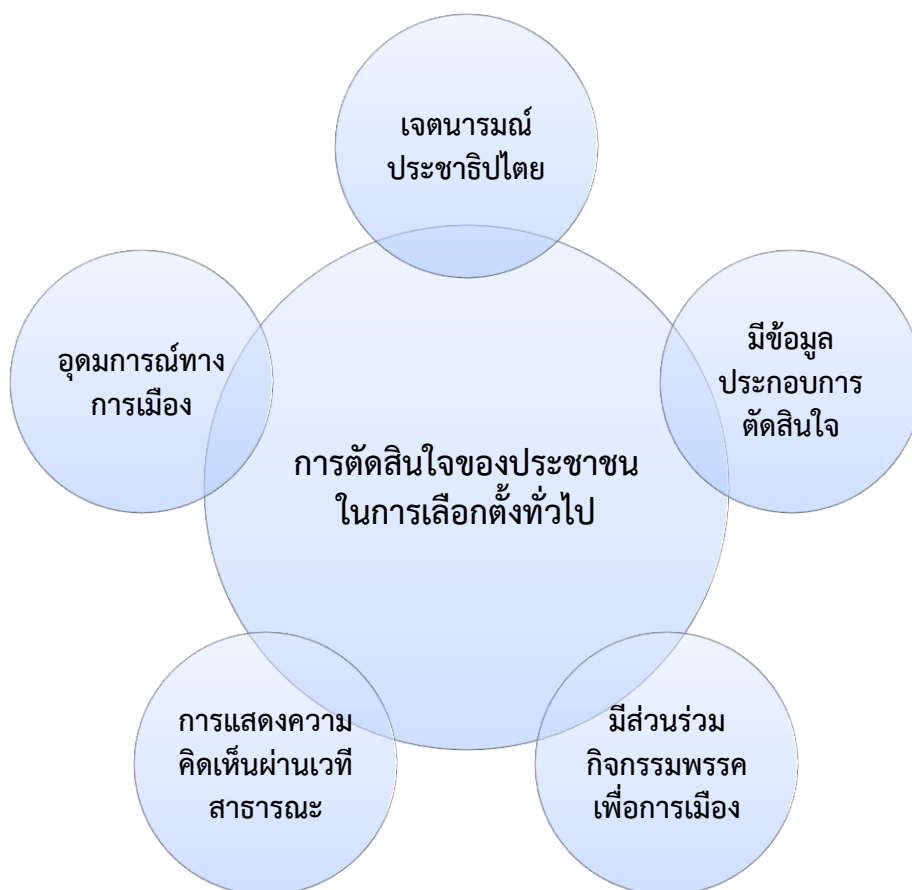 เจตนารมณ์
ประชาธิปไตย
อุดมการณ์ทาง
การเมือง
มีข้อมูล
ประกอบการ
ตัดสินใจ
การตัดสินใจของประชาชน
ในการเลือกตั้งทั่วไป
การแสดงความ
คิดเห็นผ่านเวที
สาธารณะ
มีส่วนร่วม
กิจกรรมพรรค
เพื่อการเมือง